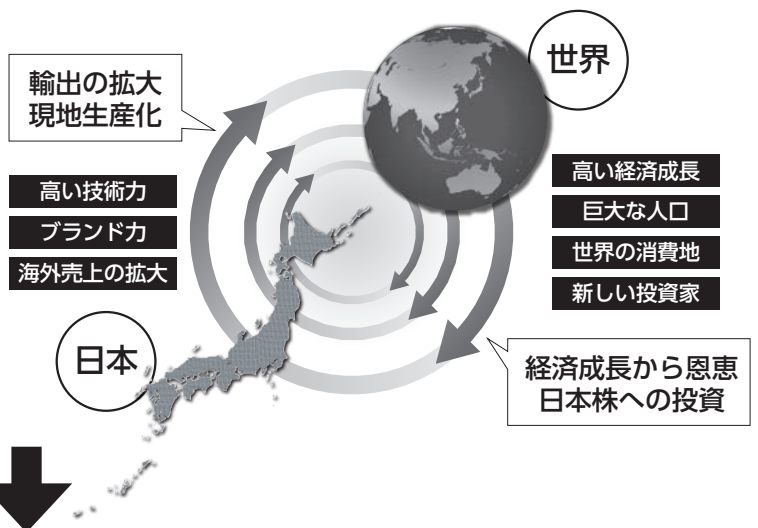 世界
輸出の拡大
現地生産化
高い技術力
ブランド力
海外売上の拡大
高い経済成長
巨大な人口
世界の消費地
新しい投資家
日本
経済成長から恩恵
日本株への投資